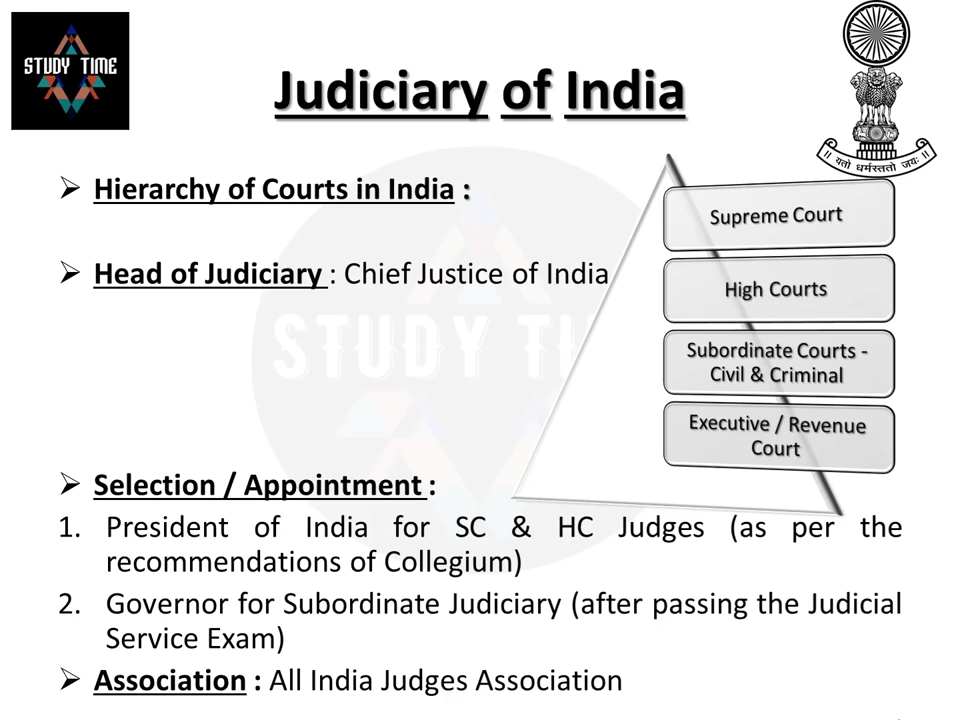 STUDY TIME
Judiciary of India
॥ यतो धर्मस्ततो जयः ॥
➢ Hierarchy of Courts in India :
➢ Head of Judiciary : Chief Justice of India
Supreme Court
High Courts
Subordinate Courts -
Civil & Criminal
Executive / Revenue
Court
STUDY TIME
➢ Selection / Appointment :
1. President of India for SC & HC Judges (as per the
recommendations of Collegium)
2. Governor for Subordinate Judiciary (after passing the Judicial
Service Exam)
➢ Association : All India Judges Association